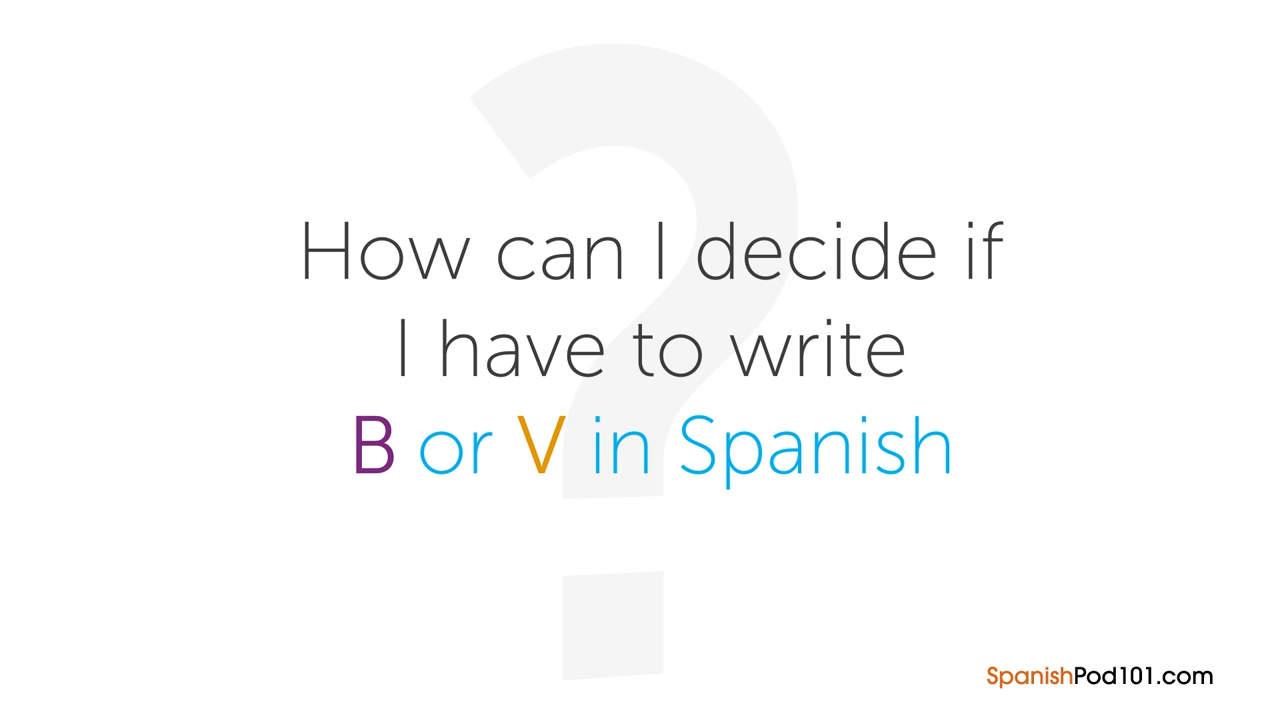 How can I decide if
I have to write
B or V in Spanish
SpanishPod101.com